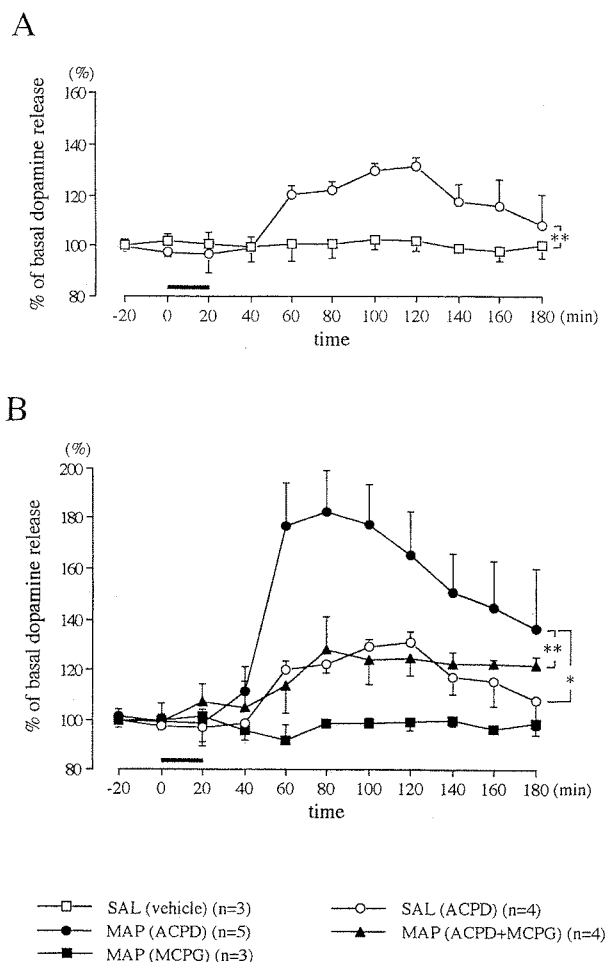 A
(%)
% of basal dopamine release
160
140
120
100
80
**
-20 0 20 40 60 80 100 120 140 160 180 (min)
time
B
(%)
% of basal dopamine release
200
180
160
140
120
100
80
**
*
-20 0 20 40 60 80 100 120 140 160 180 (min)
time
SAL (vehicle) (n=3)
MAP (ACPD) (n=5)
MAP (MCPG) (n=3)
SAL (ACPD) (n=4)
MAP (ACPD+MCPG) (n=4)